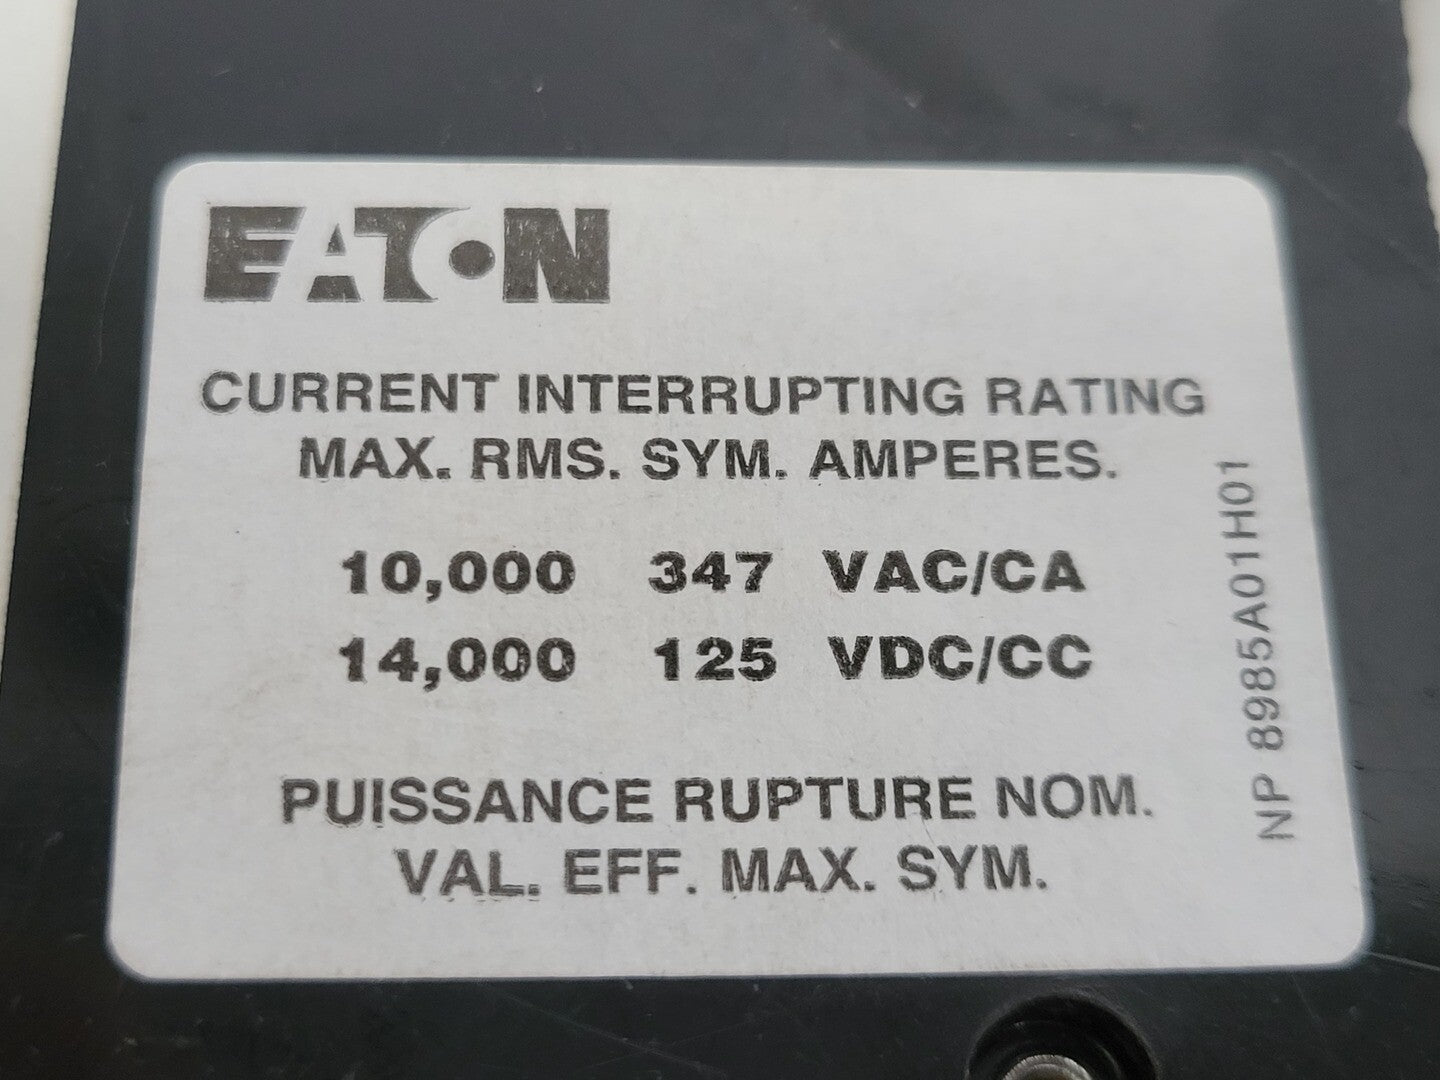 EATON
CURRENT INTERRUPTING RATING
MAX. RMS. SYM. AMPERES.
10,000 347 VAC/CA
14,000 125 VDC/CC
PUISSANCE RUPTURE NOM.
VAL. EFF. MAX. SYM.
NP 8985A01H01